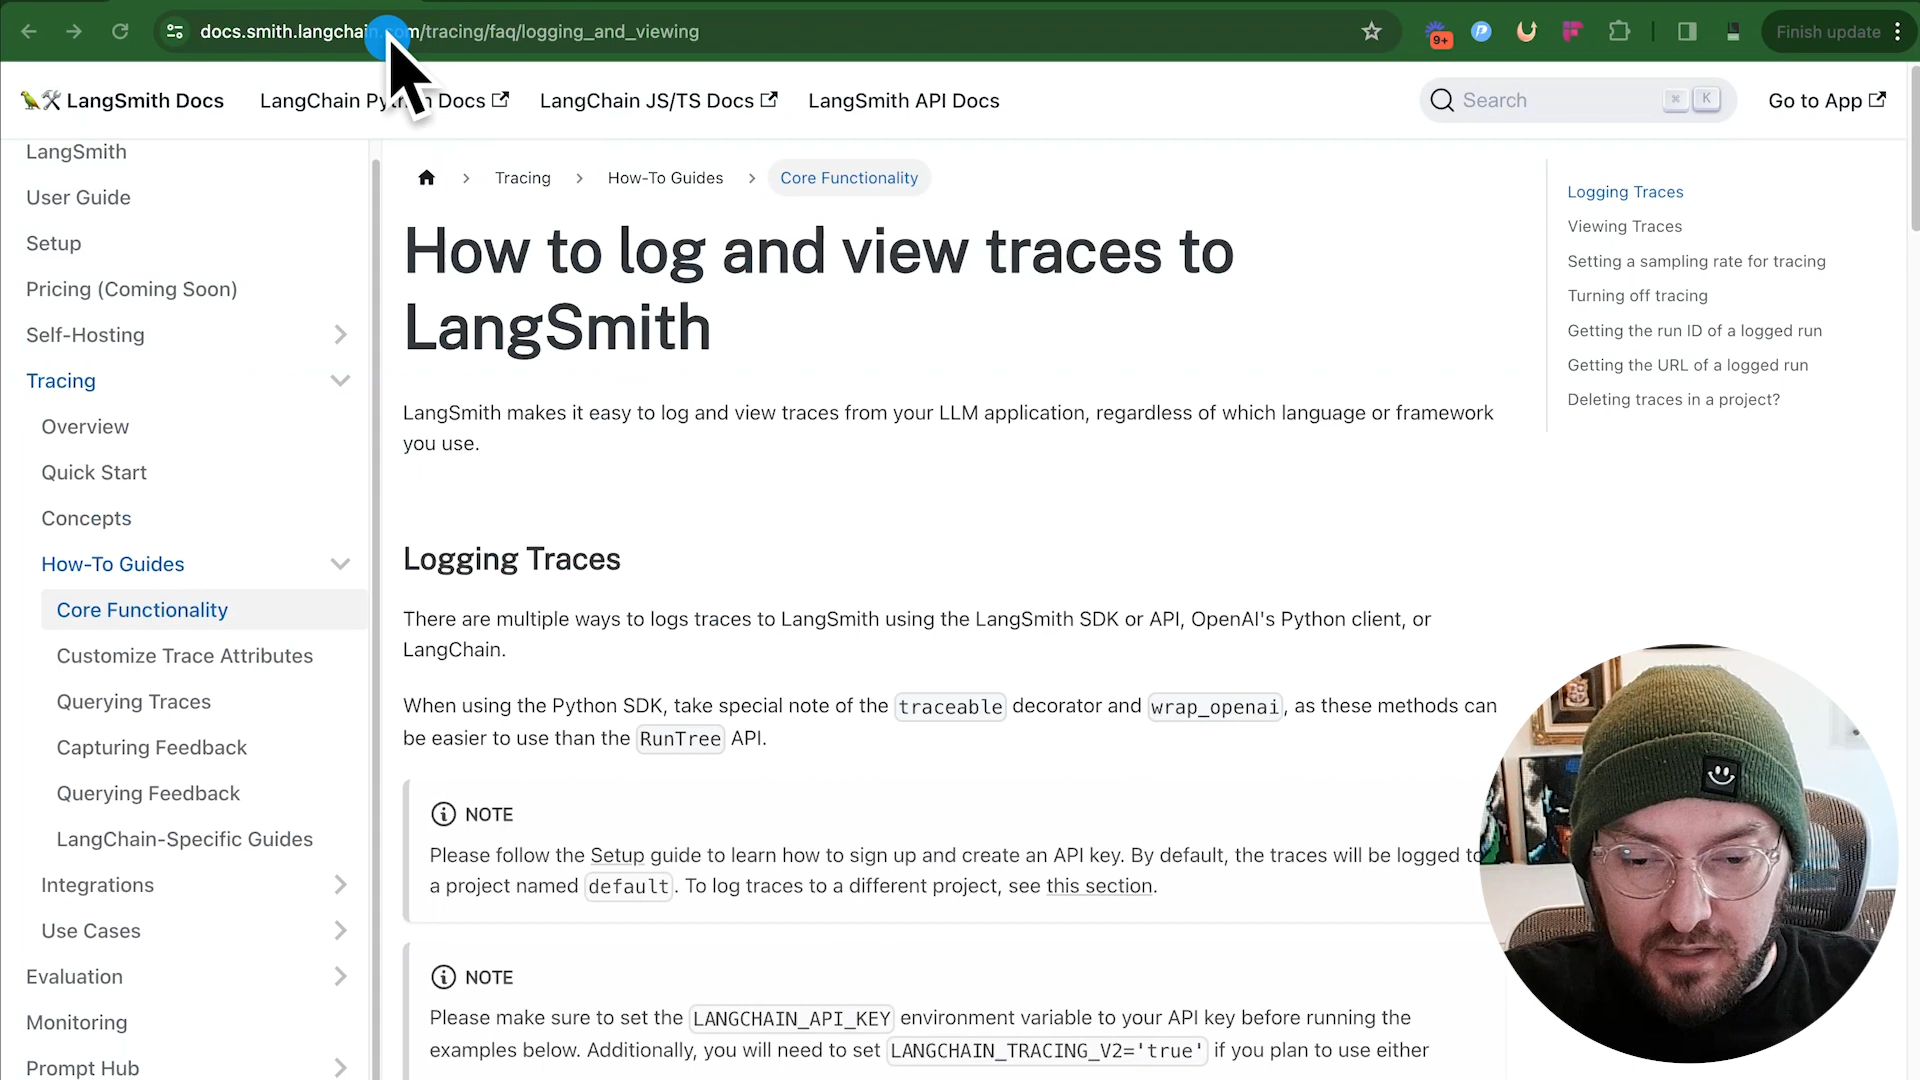 docs.smith.langchain.com/tracing/faq/logging_and_viewing
9+
Finish update
LangSmith Docs
LangChain Python Docs
LangChain JS/TS Docs
LangSmith API Docs
Search
⌘ K
Go to App
LangSmith
User Guide
Setup
Pricing (Coming Soon)
Self-Hosting
Tracing
Overview
Quick Start
Concepts
How-To Guides
Core Functionality
Customize Trace Attributes
Querying Traces
Capturing Feedback
Querying Feedback
LangChain-Specific Guides
Integrations
Use Cases
Evaluation
Monitoring
Prompt Hub
Tracing > How-To Guides > Core Functionality
How to log and view traces to
LangSmith
LangSmith makes it easy to log and view traces from your LLM application, regardless of which language or framework
you use.
Logging Traces
There are multiple ways to logs traces to LangSmith using the LangSmith SDK or API, OpenAI's Python client, or
LangChain.
When using the Python SDK, take special note of the traceable decorator and wrap_openai, as these methods can
be easier to use than the RunTree API.
NOTE
Please follow the Setup guide to learn how to sign up and create an API key. By default, the traces will be logged to
a project named default. To log traces to a different project, see this section.
NOTE
Please make sure to set the LANGCHAIN_API_KEY environment variable to your API key before running the
examples below. Additionally, you will need to set LANGCHAIN_TRACING_V2='true' if you plan to use either
Logging Traces
Viewing Traces
Setting a sampling rate for tracing
Turning off tracing
Getting the run ID of a logged run
Getting the URL of a logged run
Deleting traces in a project?